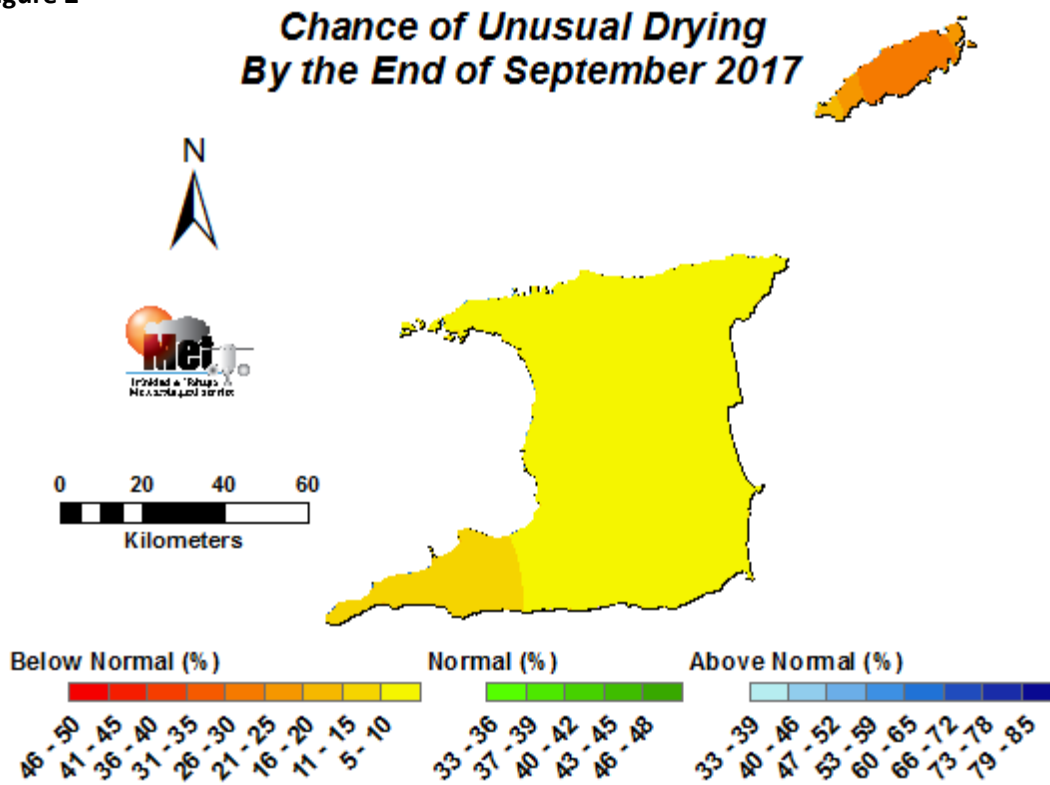 Chance of Unusual Drying
By the End of September 2017
N
Met
0 20 40 60
Kilometers
Below Normal (%)
46 - 50
41 - 45
36 - 40
31 - 35
26 - 30
21 - 25
16 - 20
11 - 15
5 - 10
Normal (%)
33 - 36
37 - 39
40 - 42
43 - 45
46 - 48
Above Normal (%)
33 - 39
40 - 46
47 - 52
53 - 59
60 - 65
66 - 72
73 - 78
79 - 85